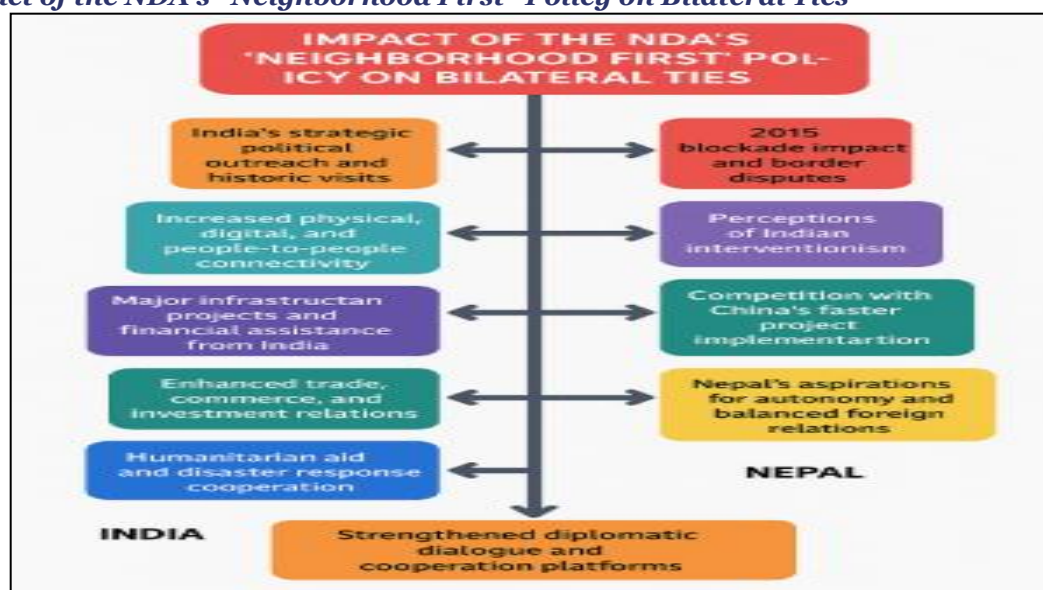 of the NDA's "Neighborhood First" Policy on Bilateral Ties
IMPACT OF THE NDA'S
'NEIGHBORHOOD FIRST' POL-
ICY ON BILATERAL TIES
India's strategic
political
outreach and
historic visits
2015
blockade impact
and border
disputes
Increased physical,
digital, and
people-to-people
connectivity
Perceptions
of Indian
interventionism
Major infrastructan
projects and
financial assistance
from India
Competition with
China's faster
project
implementartion
Enhanced trade,
commerce, and
investment relations
Nepal's aspirations
for autonomy and
balanced foreign
relations
Humanitarian aid
and disaster response
cooperation
NEPAL
INDIA
Strengthened diplomatic
dialogue and
cooperation platforms